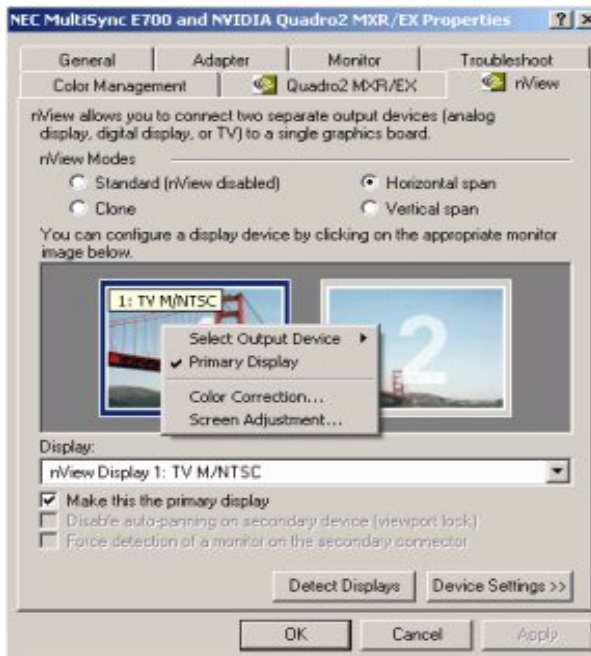 NEC MultiSync E700 and NVIDIA Quadro2 MXR/EX Properties
General Adapter Monitor Troubleshoot
Color Management Quadro2 MXR/EX nView
nView allows you to connect two separate output devices (analog
display, digital display, or TV) to a single graphics board.
nView Modes
Standard (nView disabled) Horizontal span
Clone Vertical span
You can configure a display device by clicking on the appropriate monitor
image below.
1: TV M/NTSC
2
Select Output Device
Primary Display
Color Correction...
Screen Adjustment...
Display:
nView Display 1: TV M/NTSC
Make this the primary display
Disable auto-panning on secondary device (viewport lock)
Force detection of a monitor on the secondary connector
Detect Displays Device Settings >>
OK Cancel Apply